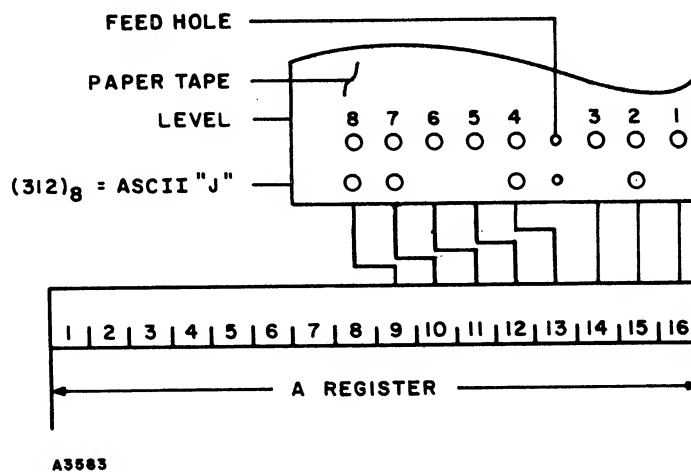 FEED HOLE
PAPER TAPE
LEVEL
8 7 6 5 4 3 2 1
(312)8 = ASCII "J"
1 2 3 4 5 6 7 8 9 10 11 12 13 14 15 16
A REGISTER
A3583